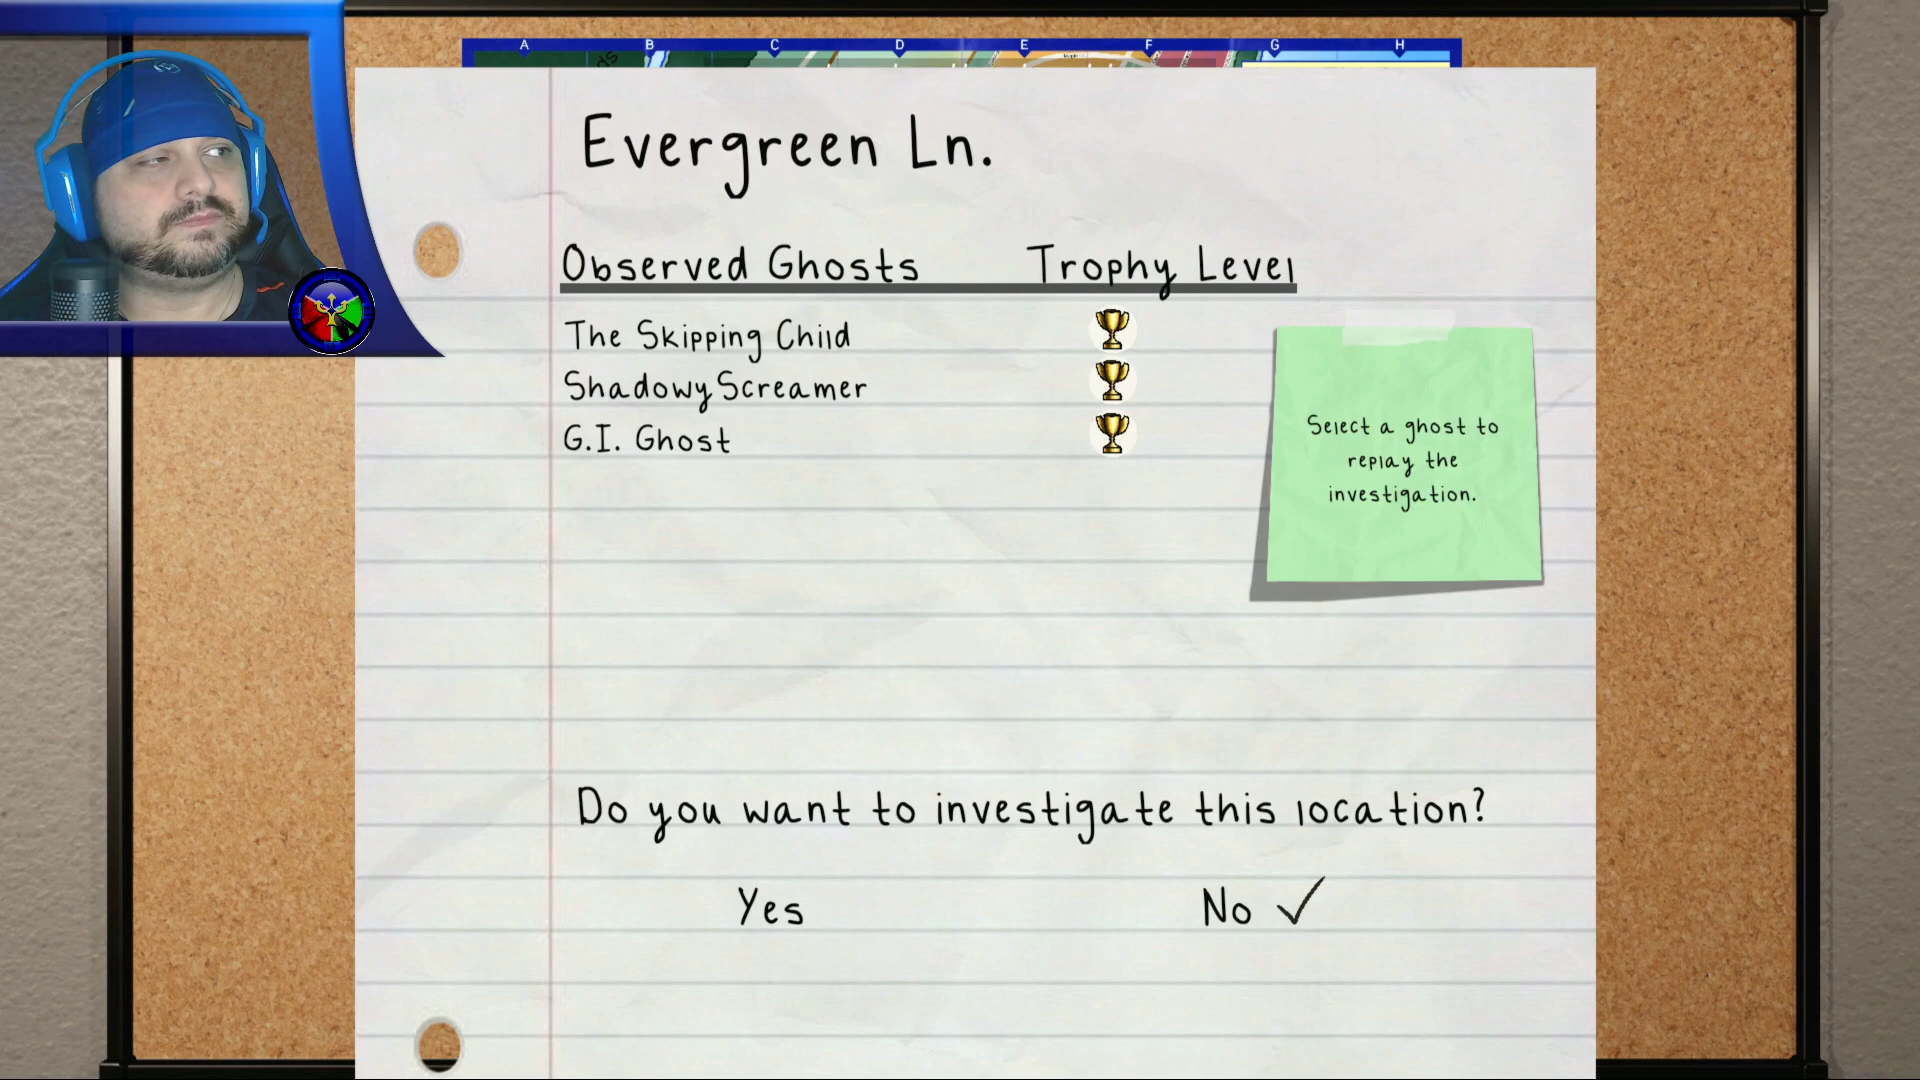 A B C D E F G H
Evergreen Ln.
Observed Ghosts Trophy Level
The Skipping Child
Shadowy Screamer
G.I. Ghost
Select a ghost to
replay the
investigation.
Do you want to investigate this location?
Yes No ✓